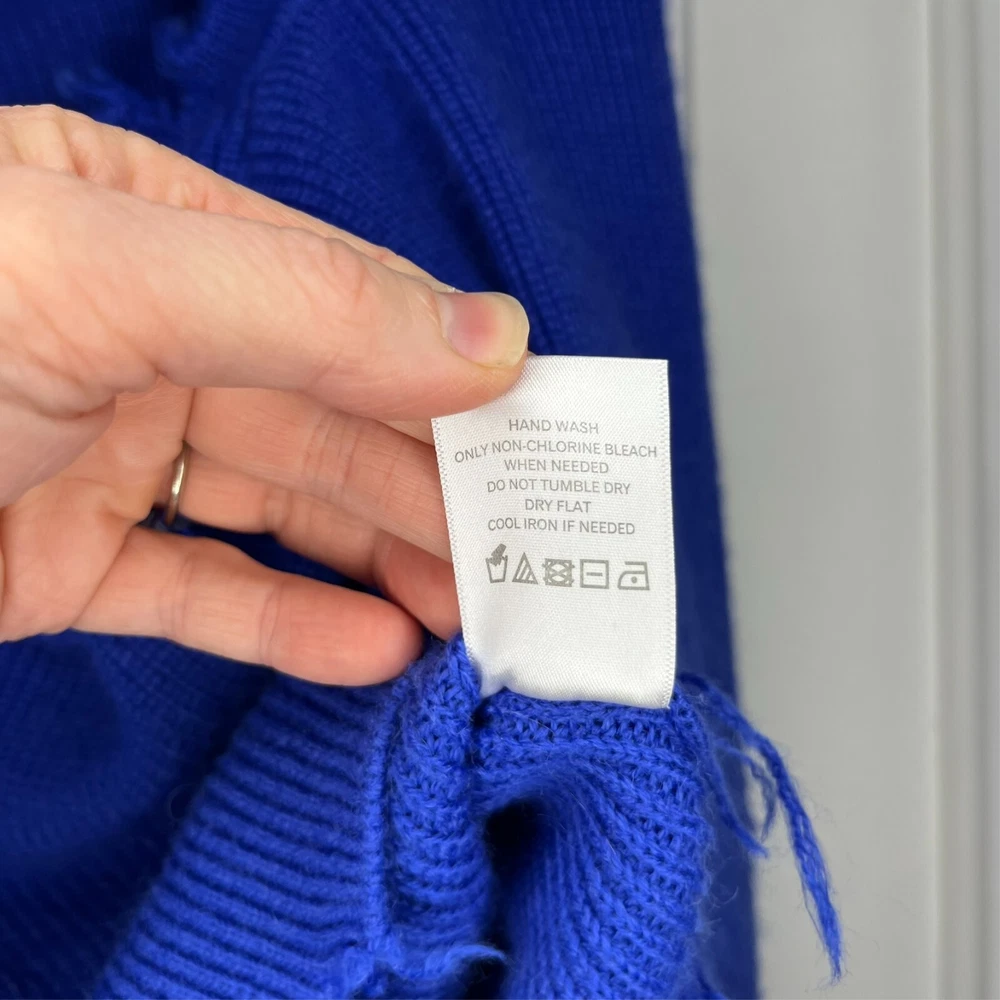 HAND WASH
ONLY NON-CHLORINE BLEACH
WHEN NEEDED
DO NOT TUMBLE DRY
DRY FLAT
COOL IRON IF NEEDED